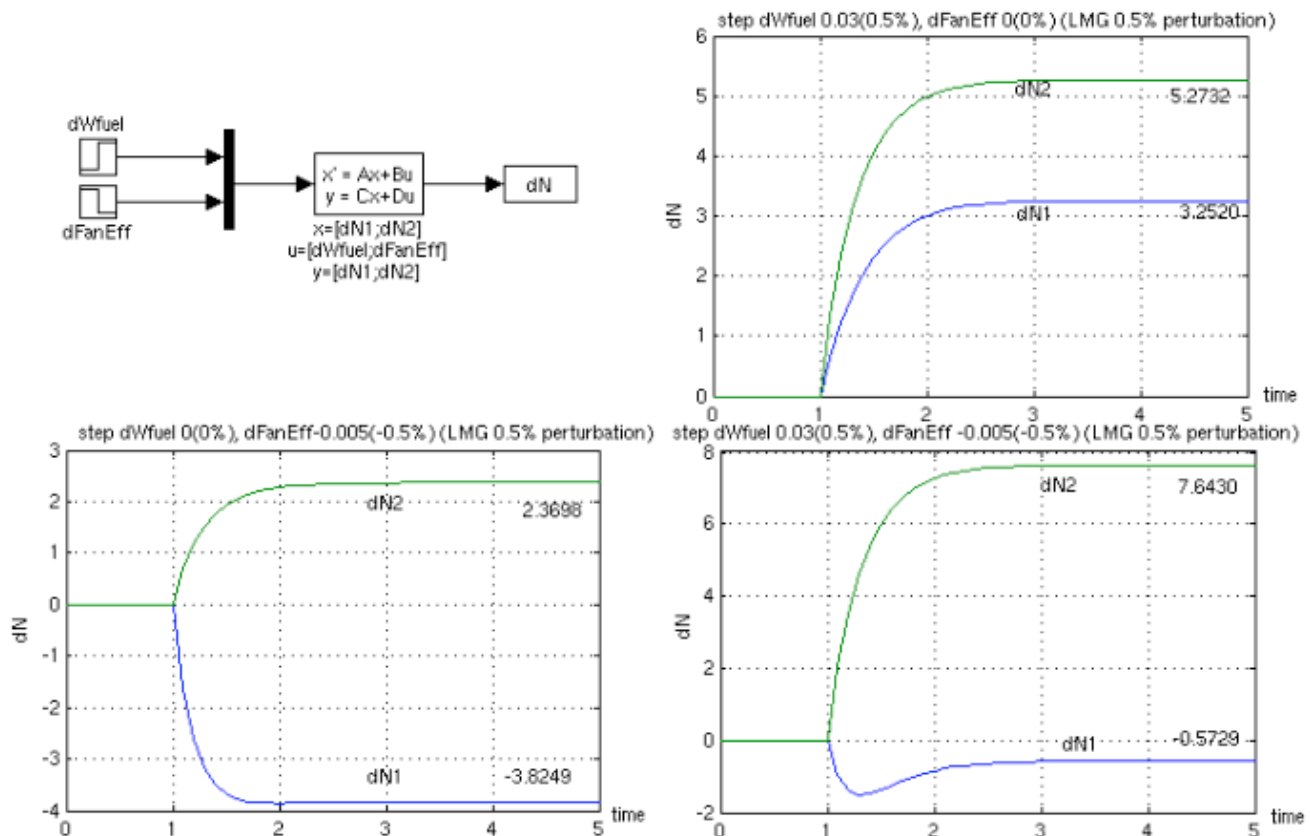 dWfuel
dFanEff
x' = Ax+Bu
y = Cx+Du
x=[dN1;dN2]
u=[dWfuel;dFanEff]
y=[dN1;dN2]
dN
step dWfuel 0.03(0.5%), dFanEff 0(0%) (LMG 0.5% perturbation)
6
5
4
3
2
1
0
dN
dN2
5.2732
dN1
3.2520
0
1
2
3
4
5
time
step dWfuel 0(0%), dFanEff-0.005(-0.5%) (LMG 0.5% perturbation)
3
2
1
0
-1
-2
-3
-4
dN
dN2
2.3698
dN1
-3.8249
0
1
2
3
4
5
time
step dWfuel 0.03(0.5%), dFanEff -0.005(-0.5%) (LMG 0.5% perturbation)
8
6
4
2
0
-2
dN
dN2
7.6430
dN1
-0.5729
0
1
2
3
4
5
time